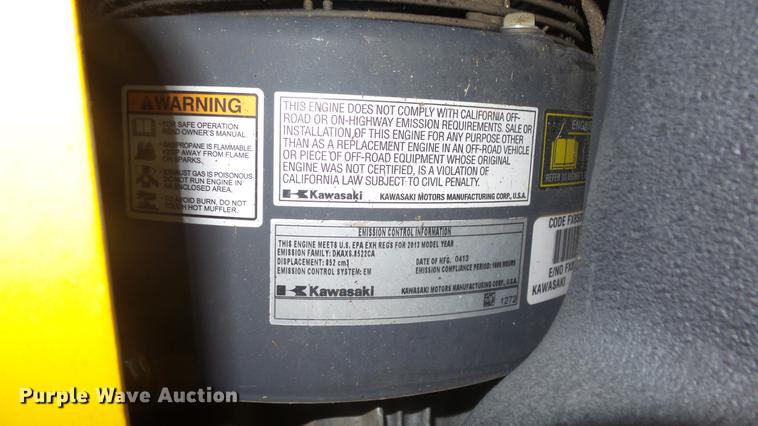 WARNING
• FOR SAFE OPERATION
READ OWNER'S MANUAL.
• GAS/PROPANE IS FLAMMABLE.
KEEP AWAY FROM FLAME
OR SPARKS.
• EXHAUST GAS IS POISONOUS.
DO NOT RUN ENGINE IN
AN ENCLOSED AREA.
• TO AVOID BURN, DO NOT
TOUCH HOT MUFFLER.
THIS ENGINE DOES NOT COMPLY WITH CALIFORNIA OFF-
ROAD OR ON-HIGHWAY EMISSION REQUIREMENTS. SALE OR
INSTALLATION OF THIS ENGINE FOR ANY PURPOSE OTHER
THAN AS A REPLACEMENT ENGINE IN AN OFF-ROAD VEHICLE
OR PIECE OF OFF-ROAD EQUIPMENT WHOSE ORIGINAL
ENGINE WAS NOT CERTIFIED, IS A VIOLATION OF
CALIFORNIA LAW SUBJECT TO CIVIL PENALTY.
Kawasaki KAWASAKI MOTORS MANUFACTURING CORP., U.S.A.
EMISSION CONTROL INFORMATION
THIS ENGINE MEETS U.S. EPA EXH REGS FOR 2013 MODEL YEAR
EMISSION FAMILY: DKAXS.8522CA
DISPLACEMENT: 852 cm3 DATE OF MFG. 0413
EMISSION CONTROL SYSTEM: EM EMISSION COMPLIANCE PERIOD: 1000 HOURS
Kawasaki KAWASAKI MOTORS MANUFACTURING CORP., U.S.A.
1272
CODE
E/NO
KAWASAKI
Purple Wave Auction